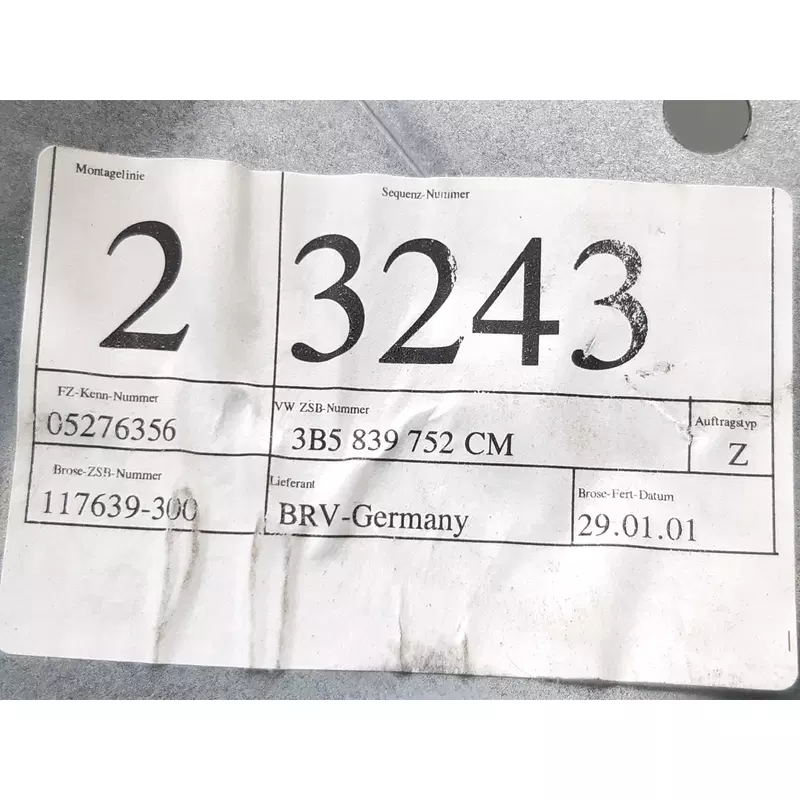 Montagelinie
Sequenz-Nummer
2
3243
FZ-Kenn-Nummer
VW ZSB-Nummer
Auftragstyp
05276356
3B5 839 752 CM
Z
Brose-ZSB-Nummer
Lieferant
Brose-Fert-Datum
117639-300
BRV-Germany
29.01.01